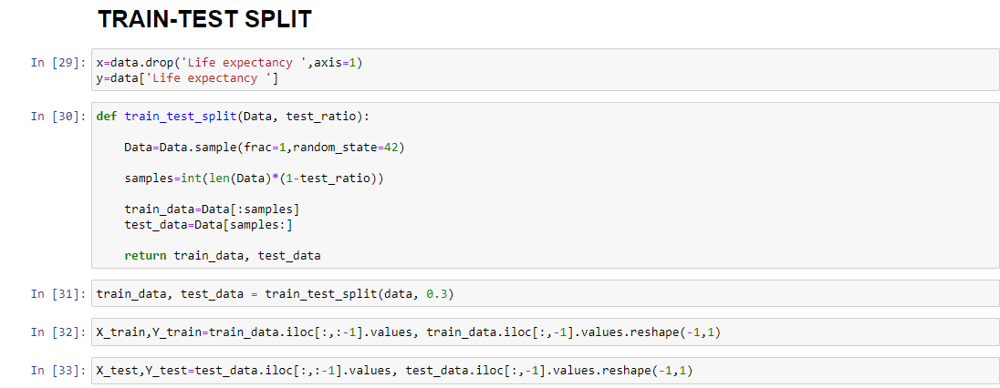 TRAIN-TEST SPLIT
In [29]: x=data.drop('Life expectancy ',axis=1)
y=data['Life expectancy ']
In [30]: def train_test_split(Data, test_ratio):
Data=Data.sample(frac=1,random_state=42)
samples=int(len(Data)*(1-test_ratio))
train_data=Data[:samples]
test_data=Data[samples:]
return train_data, test_data
In [31]: train_data, test_data = train_test_split(data, 0.3)
In [32]: X_train,Y_train=train_data.iloc[:,:-1].values, train_data.iloc[:,-1].values.reshape(-1,1)
In [33]: X_test,Y_test=test_data.iloc[:,:-1].values, test_data.iloc[:,-1].values.reshape(-1,1)